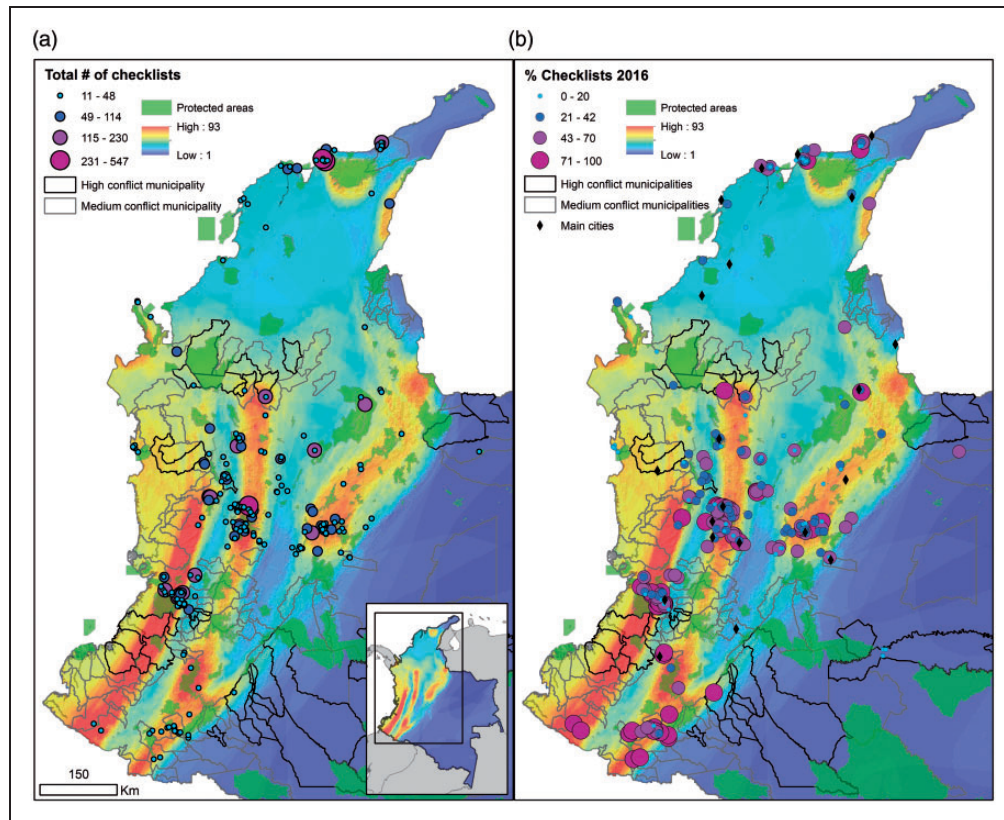 (a)
Total # of checklists
11 - 48
49 - 114
115 - 230
231 - 547
Protected areas
High : 93
Low : 1
High conflict municipality
Medium conflict municipality
150
Km
(b)
% Checklists 2016
0 - 20
21 - 42
43 - 70
71 - 100
Protected areas
High : 93
Low : 1
High conflict municipalities
Medium conflict municipalities
Main cities